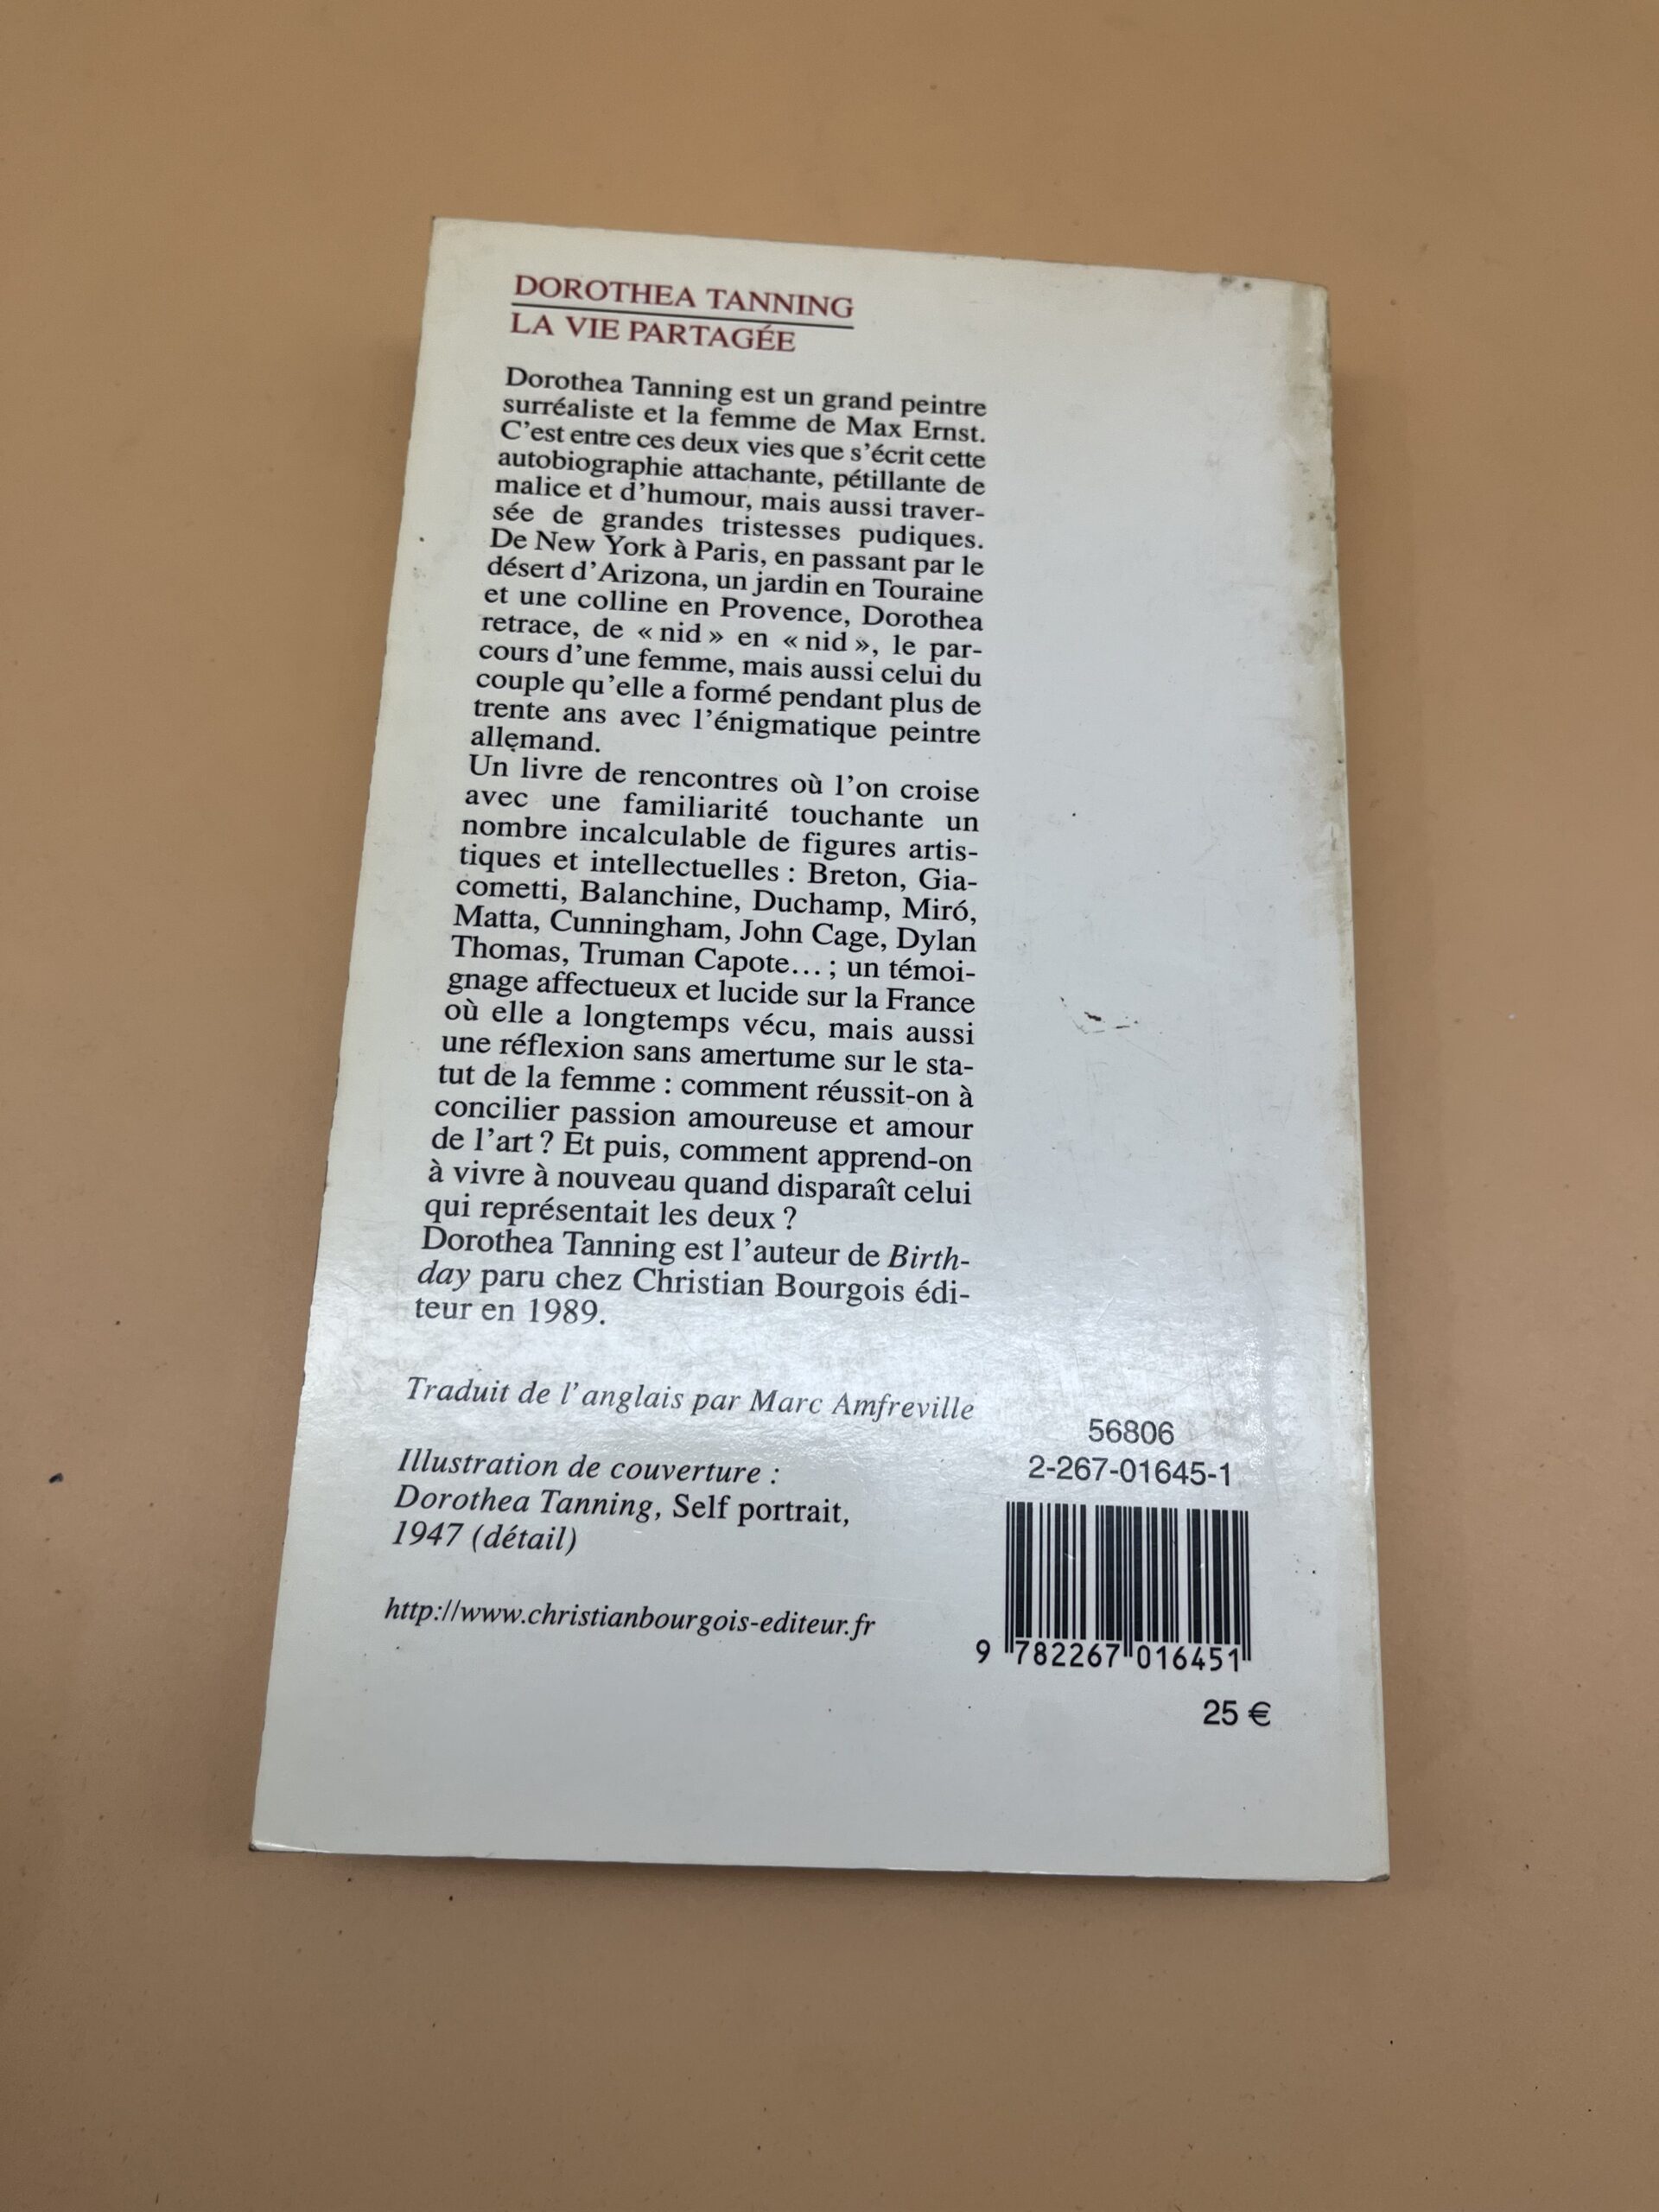 DOROTHEA TANNING
LA VIE PARTAGÉE
Dorothea Tanning est un grand peintre
surréaliste et la femme de Max Ernst.
C'est entre ces deux vies que s'écrit cette
autobiographie attachante, pétillante de
malice et d'humour, mais aussi traver-
sée de grandes tristesses pudiques.
De New York à Paris, en passant par le
désert d'Arizona, un jardin en Touraine
et une colline en Provence, Dorothea
retrace, de « nid » en « nid », le par-
cours d'une femme, mais aussi celui du
couple qu'elle a formé pendant plus de
trente ans avec l'énigmatique peintre
allemand.
Un livre de rencontres où l'on croise
avec une familiarité touchante un
nombre incalculable de figures artis-
tiques et intellectuelles : Breton, Gia-
cometti, Balanchine, Duchamp, Miró,
Matta, Cunningham, John Cage, Dylan
Thomas, Truman Capote... ; un témoi-
gnage affectueux et lucide sur la France
où elle a longtemps vécu, mais aussi
une réflexion sans amertume sur le sta-
tut de la femme : comment réussit-on à
concilier passion amoureuse et amour
de l'art ? Et puis, comment apprend-on
à vivre à nouveau quand disparaît celui
qui représentait les deux ?
Dorothea Tanning est l'auteur de Birth-
day paru chez Christian Bourgois édi-
teur en 1989.
Traduit de l'anglais par Marc Amfreville
Illustration de couverture :
Dorothea Tanning, Self portrait,
1947 (détail)
http://www.christianbourgois-editeur.fr
56806
2-267-01645-1
9 782267 016451
25 €